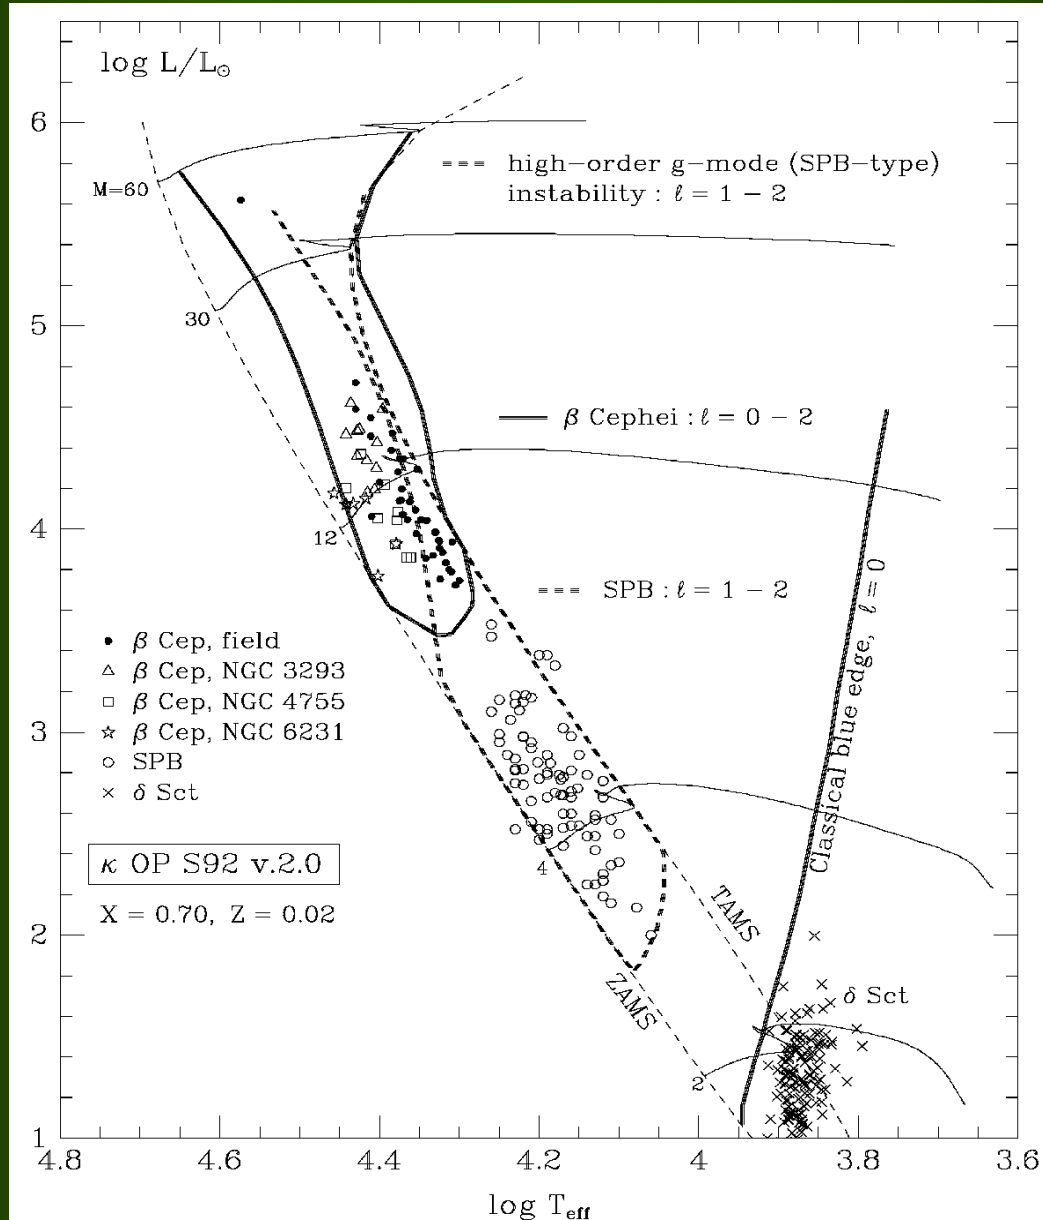 log L/L☉
6
high-order g-mode (SPB-type)
instability : ℓ = 1 - 2
M=60
30
5
β Cephei : ℓ = 0 - 2
12
4
SPB : ℓ = 1 - 2
Classical blue edge, ℓ = 0
β Cep, field
β Cep, NGC 3293
β Cep, NGC 4755
β Cep, NGC 6231
SPB
δ Sct
3
κ OP S92 v.2.0
4
X = 0.70, Z = 0.02
TAMS
2
ZAMS
δ Sct
2
1
4.8 4.6 4.4 4.2 4 3.8 3.6
log Teff